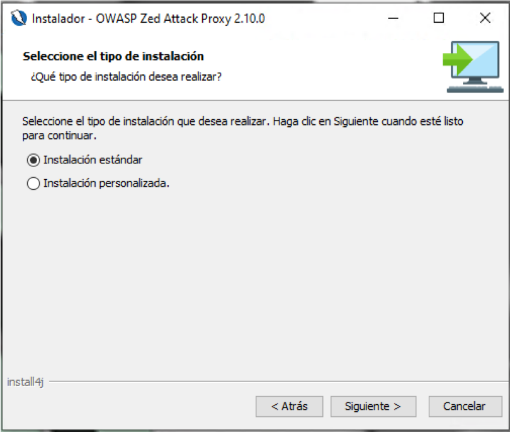 Instalador - OWASP Zed Attack Proxy 2.10.0
Seleccione el tipo de instalación
¿Qué tipo de instalación desea realizar?
Seleccione el tipo de instalación que desea realizar. Haga clic en Siguiente cuando esté listo
para continuar.
Instalación estándar
Instalación personalizada.
install4j
< Atrás
Siguiente >
Cancelar